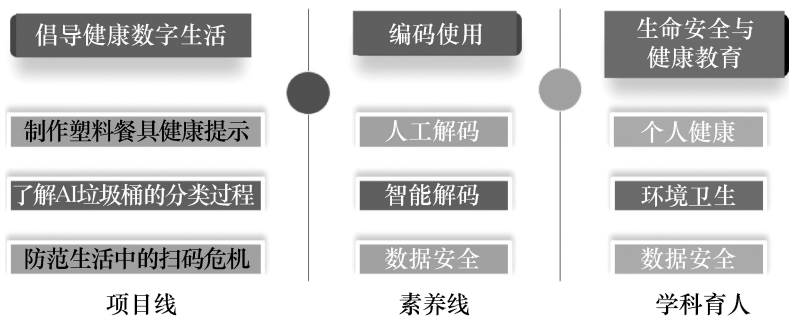 倡导健康数字生活
编码使用
生命安全与
健康教育
制作塑料餐具健康提示
人工解码
个人健康
了解AI垃圾桶的分类过程
智能解码
环境卫生
防范生活中的扫码危机
数据安全
数据安全
项目线
素养线
学科育人